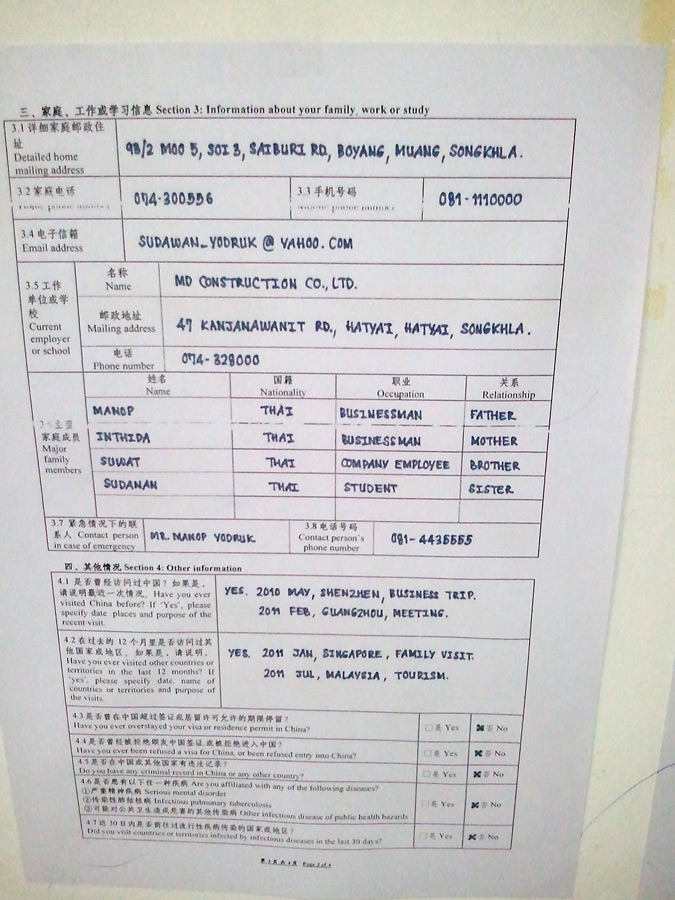 三、家庭、工作或学习信息 Section 3: Information about your family, work or study
3.1 详细家庭邮政住
址
Detailed home
mailing address
93/2 MOO 5, SOI 3, SAIBURI RD, BOYANG, MUANG, SONGKHLA.
3.2 家庭电话
074-300556
3.3 手机号码
081-1110000
3.4 电子信箱
Email address
SUDAWAN_YODRUK @ YAHOO.COM
3.5 工作
单位或学
校
Current
employer
or school
名称
Name
MD CONSTRUCTION CO., LTD.
邮政地址
Mailing address
47 KANJANAWANIT RD., HATYAI, HATYAI, SONGKHLA.
电话
Phone number
074-328000
家庭成员
Major
family
members
姓名
Name
国籍
Nationality
职业
Occupation
关系
Relationship
MANOP THAI BUSINESSMAN FATHER
INTHIDA THAI BUSINESSMAN MOTHER
SUWAT THAI COMPANY EMPLOYEE BROTHER
SUDANAN THAI STUDENT SISTER
3.7 紧急情况下的联
系人 Contact person
in case of emergency
MR. MANOP YODRUK
3.8 电话号码
Contact person's
phone number
081-4435555
四、其他情况 Section 4: Other information
4.1 是否曾经访问过中国？如果是，
请说明最近一次情况。Have you ever
visited China before? If 'Yes', please
specify date places and purpose of the
recent visit.
YES. 2010 MAY, SHENZHEN, BUSINESS TRIP.
2011 FEB, GUANGZHOU, MEETING.
4.2 在过去的 12 个月里是否访问过其
他国家或地区。如果是，请说明。
Have you ever visited other countries or
territories in the last 12 months? If
'yes', please specify date, name of
countries or territories and purpose of
the visits.
YES. 2011 JAN, SINGAPORE, FAMILY VISIT.
2011 JUL, MALAYSIA, TOURISM.
4.3 是否曾在中国超过签证或居留许可允许的期限停留？
Have you ever overstayed your visa or residence permit in China?
□是 Yes
否 No
4.4 是否曾经被拒绝颁发中国签证,或被拒绝进入中国？
Have you ever been refused a visa for China, or been refused entry into China?
□是 Yes
否 No
4.5 是否在中国或其他国家有违法记录？
Do you have any criminal record in China or any other country?
□是 Yes
否 No
4.6 是否患有以下任一种疾病 Are you affiliated with any of the following diseases?
①严重精神疾病 Serious mental disorder
②传染性肺结核病 Infectious pulmonary tuberculosis
③可能对公共卫生造成危害的其他传染病 Other infectious disease of public health hazards
□是 Yes
否 No
4.7 近 30 日内是否前往过流行性疾病传染的国家或地区？
Did you visit countries or territories infected by infectious diseases in the last 30 days?
□是 Yes
否 No